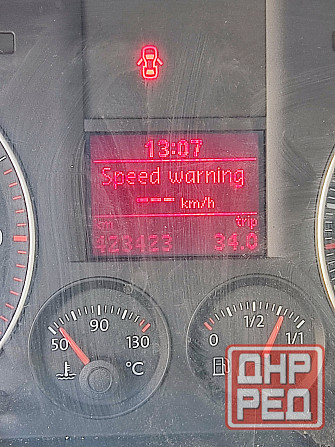 13:07
Speed warning
--- km/h
km trip
423423 34.0
90 1/2
50 130 0 1/1
°C
ДНР
РЕД